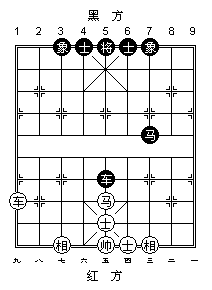 黑 方
1 2 3 4 5 6 7 8 9
象 士 将 士 象
马
车
车 马
士
相 帅 士 相
九 八 七 六 五 四 三 二 一
红 方